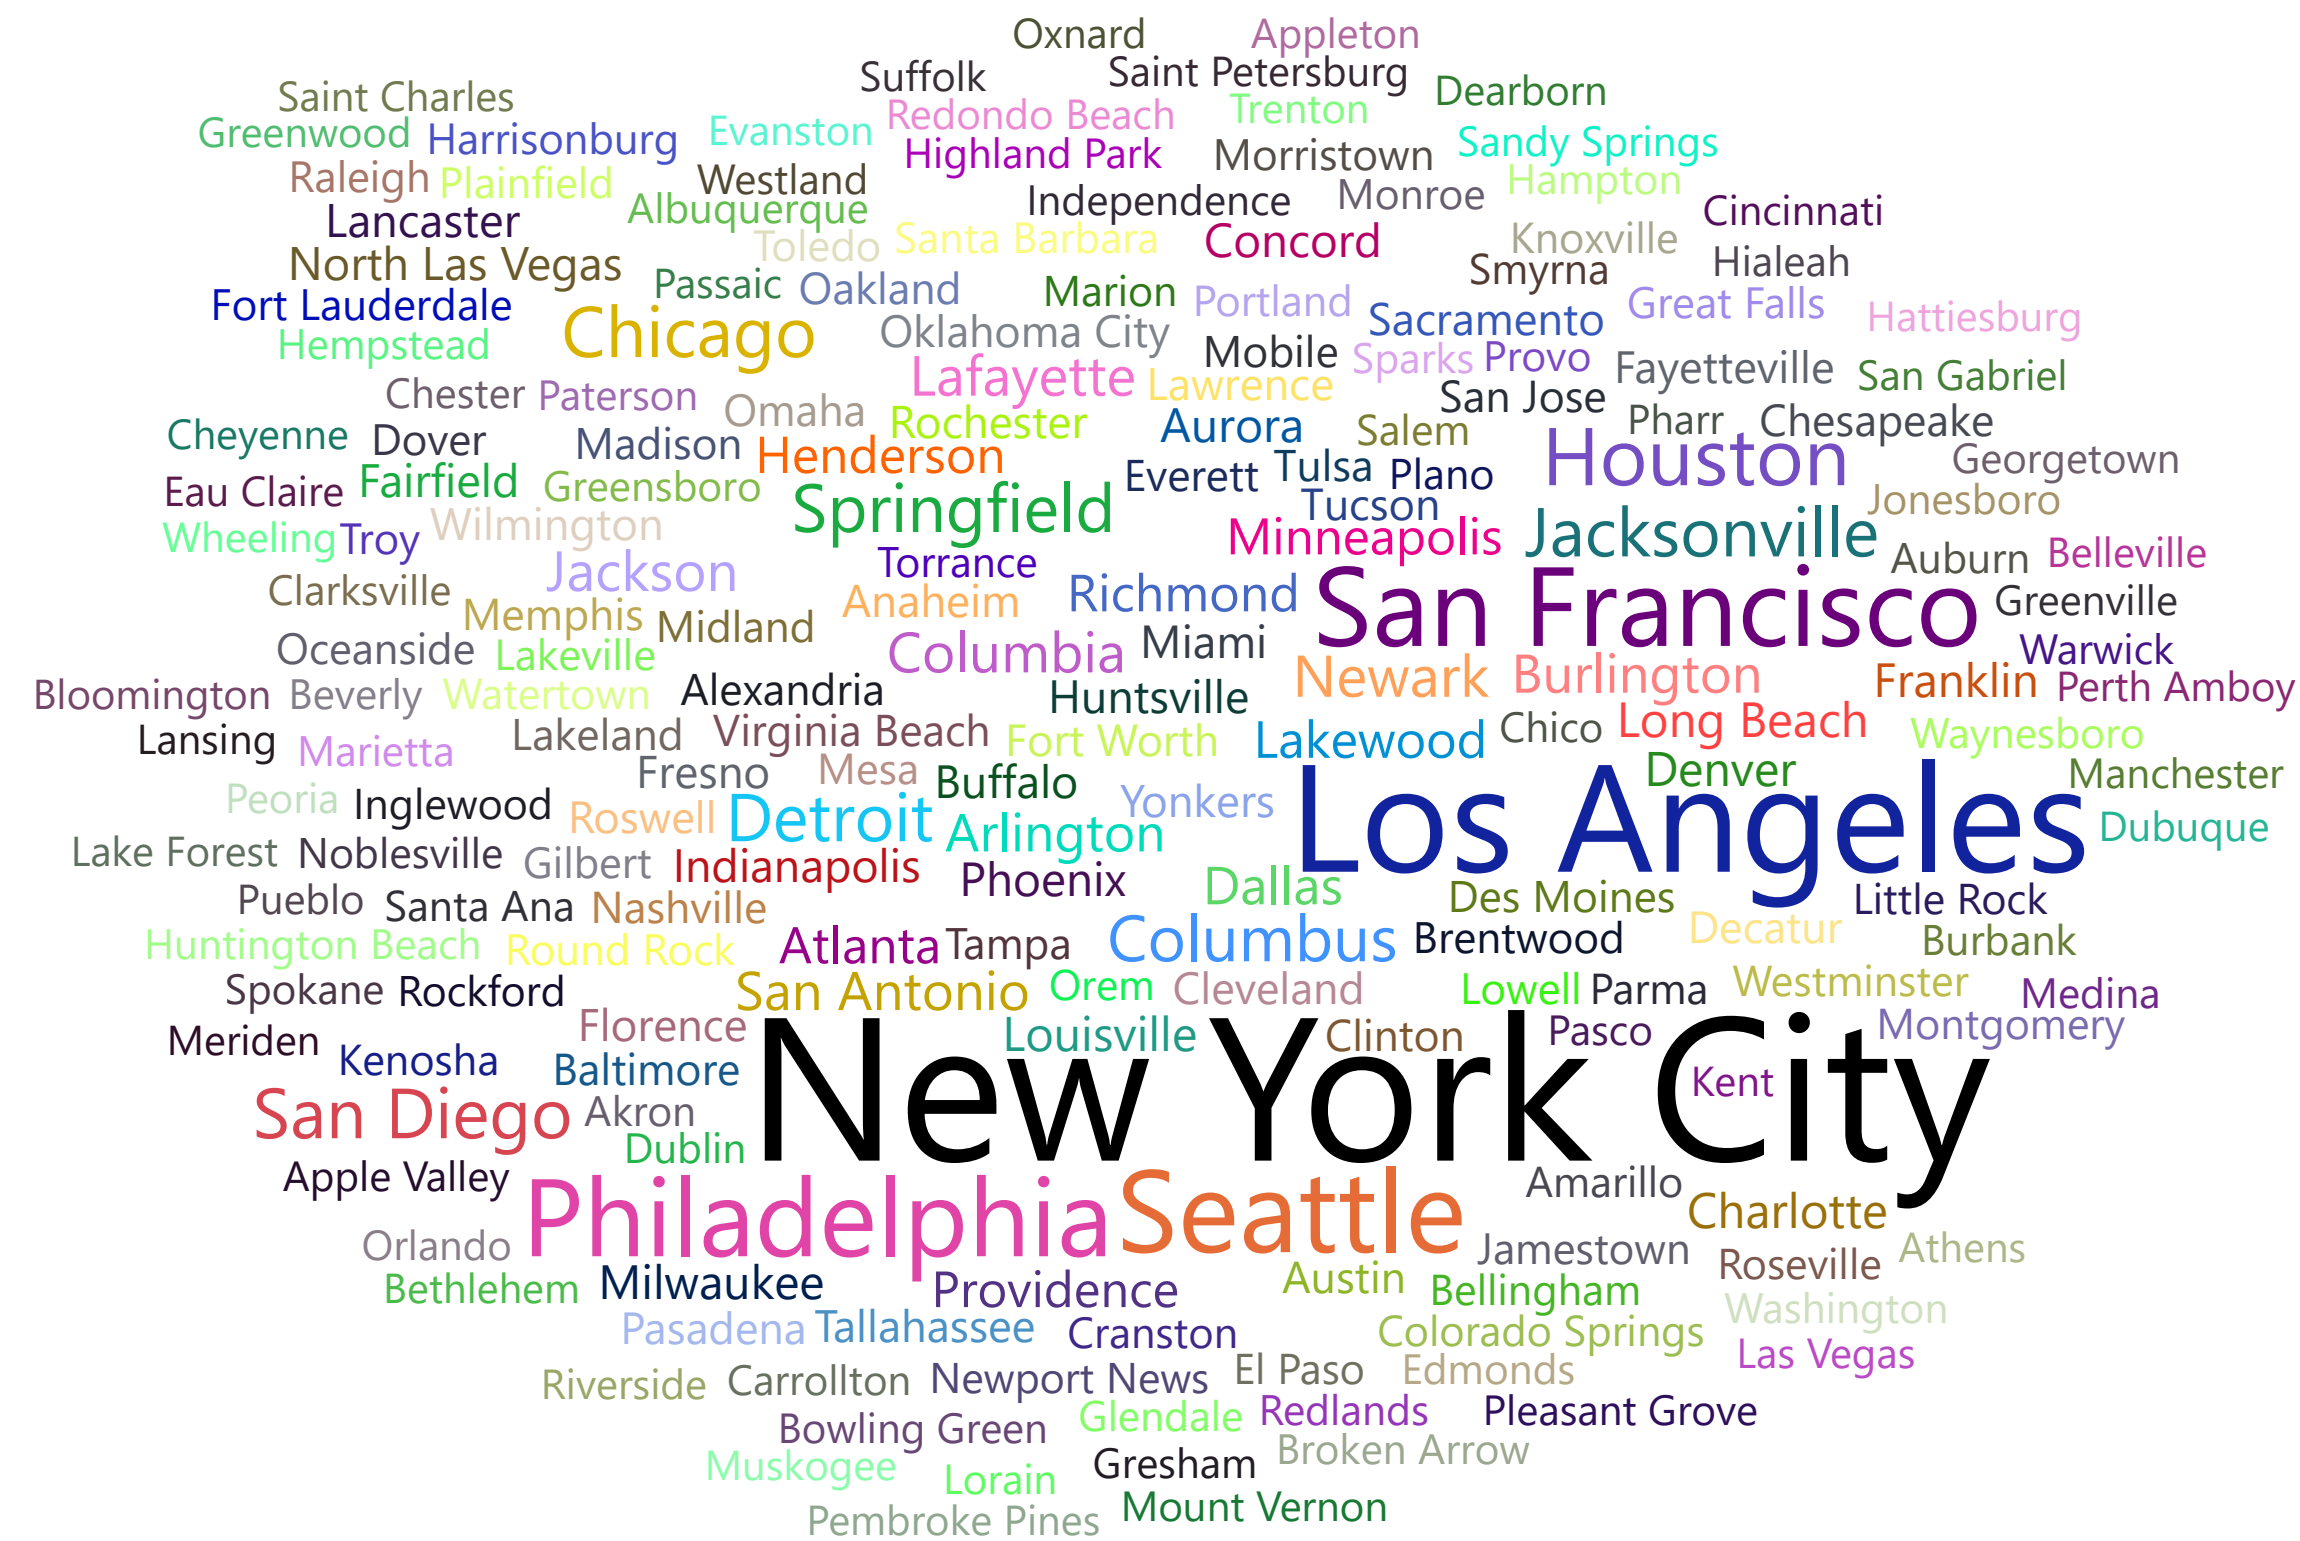 Oxnard
Appleton
Suffolk
Saint Petersburg
Dearborn
Saint Charles
Redondo Beach
Trenton
Greenwood
Harrisonburg
Evanston
Sandy Springs
Highland Park
Morristown
Raleigh
Plainfield
Westland
Hampton
Independence
Monroe
Albuquerque
Cincinnati
Lancaster
Toledo
Santa Barbara
Concord
Knoxville
North Las Vegas
Smyrna
Hialeah
Passaic
Oakland
Marion
Portland
Great Falls
Fort Lauderdale
Sacramento
Hattiesburg
Hempstead
Chicago
Oklahoma City
Mobile
Sparks
Provo
Fayetteville
San Gabriel
Lafayette
Lawrence
Chester
Paterson
San Jose
Omaha
Rochester
Aurora
Salem
Pharr
Chesapeake
Cheyenne
Dover
Madison
Henderson
Houston
Georgetown
Everett
Tulsa
Plano
Eau Claire
Fairfield
Greensboro
Springfield
Tucson
Jonesboro
Wheeling
Troy
Wilmington
Minneapolis
Jacksonville
Auburn
Belleville
Jackson
Torrance
Clarksville
Anaheim
Richmond
San Francisco
Greenville
Memphis
Midland
Oceanside
Lakeville
Columbia
Miami
Warwick
Newark
Burlington
Franklin
Perth Amboy
Bloomington
Beverly
Watertown
Alexandria
Huntsville
Lansing
Marietta
Lakeland
Virginia Beach
Fort Worth
Lakewood
Chico
Long Beach
Waynesboro
Fresno
Mesa
Buffalo
Denver
Manchester
Peoria
Inglewood
Roswell
Detroit
Arlington
Yonkers
Los Angeles
Dubuque
Lake Forest
Noblesville
Gilbert
Indianapolis
Phoenix
Dallas
Des Moines
Little Rock
Pueblo
Santa Ana
Nashville
Huntington Beach
Round Rock
Atlanta
Tampa
Columbus
Brentwood
Decatur
Burbank
Spokane
Rockford
San Antonio
Orem
Cleveland
Lowell
Parma
Westminster
Medina
Meriden
Florence
Louisville
Clinton
Pasco
Montgomery
Kenosha
Baltimore
New York City
Kent
San Diego
Akron
Dublin
Apple Valley
Philadelphia
Seattle
Amarillo
Charlotte
Orlando
Jamestown
Roseville
Athens
Bethlehem
Milwaukee
Providence
Austin
Bellingham
Washington
Pasadena
Tallahassee
Cranston
Colorado Springs
Las Vegas
Riverside
Carrollton
Newport News
El Paso
Edmonds
Bowling Green
Glendale
Redlands
Pleasant Grove
Muskogee
Lorain
Gresham
Broken Arrow
Pembroke Pines
Mount Vernon